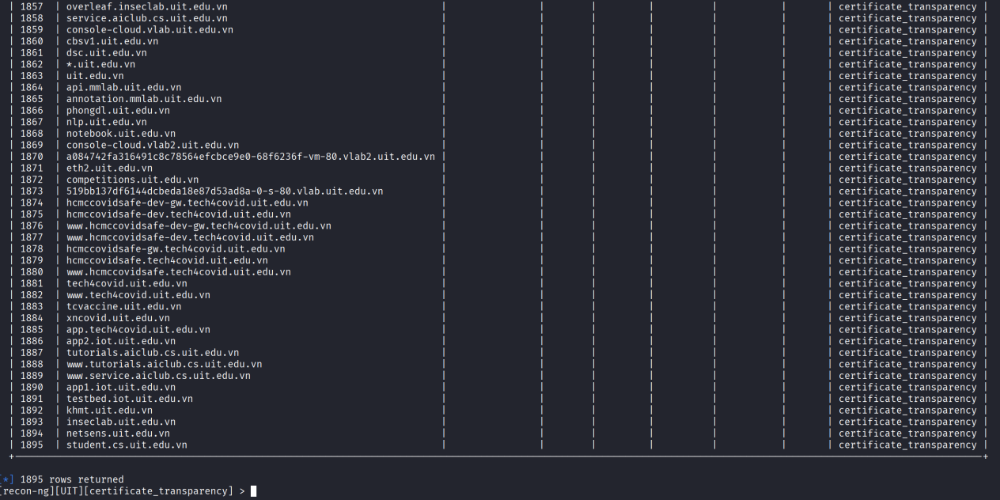 | 1857 | overleaf.inseclab.uit.edu.vn | | | | | | | certificate_transparency |
| 1858 | service.aiclub.cs.uit.edu.vn | | | | | | | certificate_transparency |
| 1859 | console-cloud.vlab.uit.edu.vn | | | | | | | certificate_transparency |
| 1860 | cbsv1.uit.edu.vn | | | | | | | certificate_transparency |
| 1861 | dsc.uit.edu.vn | | | | | | | certificate_transparency |
| 1862 | *.uit.edu.vn | | | | | | | certificate_transparency |
| 1863 | uit.edu.vn | | | | | | | certificate_transparency |
| 1864 | api.mmlab.uit.edu.vn | | | | | | | certificate_transparency |
| 1865 | annotation.mmlab.uit.edu.vn | | | | | | | certificate_transparency |
| 1866 | phongdl.uit.edu.vn | | | | | | | certificate_transparency |
| 1867 | nlp.uit.edu.vn | | | | | | | certificate_transparency |
| 1868 | notebook.uit.edu.vn | | | | | | | certificate_transparency |
| 1869 | console-cloud.vlab2.uit.edu.vn | | | | | | | certificate_transparency |
| 1870 | a084742fa316491c8c78564efcbce9e0-68f6236f-vm-80.vlab2.uit.edu.vn | | | | | | | certificate_transparency |
| 1871 | eth2.uit.edu.vn | | | | | | | certificate_transparency |
| 1872 | competitions.uit.edu.vn | | | | | | | certificate_transparency |
| 1873 | 519bb137df6144dcbeda18e87d53ad8a-0-s-80.vlab.uit.edu.vn | | | | | | | certificate_transparency |
| 1874 | hcmccovidsafe-dev-gw.tech4covid.uit.edu.vn | | | | | | | certificate_transparency |
| 1875 | hcmccovidsafe-dev.tech4covid.uit.edu.vn | | | | | | | certificate_transparency |
| 1876 | www.hcmccovidsafe-dev-gw.tech4covid.uit.edu.vn | | | | | | | certificate_transparency |
| 1877 | www.hcmccovidsafe-dev.tech4covid.uit.edu.vn | | | | | | | certificate_transparency |
| 1878 | hcmccovidsafe-gw.tech4covid.uit.edu.vn | | | | | | | certificate_transparency |
| 1879 | hcmccovidsafe.tech4covid.uit.edu.vn | | | | | | | certificate_transparency |
| 1880 | www.hcmccovidsafe.tech4covid.uit.edu.vn | | | | | | | certificate_transparency |
| 1881 | tech4covid.uit.edu.vn | | | | | | | certificate_transparency |
| 1882 | www.tech4covid.uit.edu.vn | | | | | | | certificate_transparency |
| 1883 | tcvaccine.uit.edu.vn | | | | | | | certificate_transparency |
| 1884 | xncovid.uit.edu.vn | | | | | | | certificate_transparency |
| 1885 | app.tech4covid.uit.edu.vn | | | | | | | certificate_transparency |
| 1886 | app2.iot.uit.edu.vn | | | | | | | certificate_transparency |
| 1887 | tutorials.aiclub.cs.uit.edu.vn | | | | | | | certificate_transparency |
| 1888 | www.tutorials.aiclub.cs.uit.edu.vn | | | | | | | certificate_transparency |
| 1889 | www.service.aiclub.cs.uit.edu.vn | | | | | | | certificate_transparency |
| 1890 | app1.iot.uit.edu.vn | | | | | | | certificate_transparency |
| 1891 | testbed.iot.uit.edu.vn | | | | | | | certificate_transparency |
| 1892 | khmt.uit.edu.vn | | | | | | | certificate_transparency |
| 1893 | inseclab.uit.edu.vn | | | | | | | certificate_transparency |
| 1894 | netsens.uit.edu.vn | | | | | | | certificate_transparency |
| 1895 | student.cs.uit.edu.vn | | | | | | | certificate_transparency |
[*] 1895 rows returned
[recon-ng][UIT][certificate_transparency] >